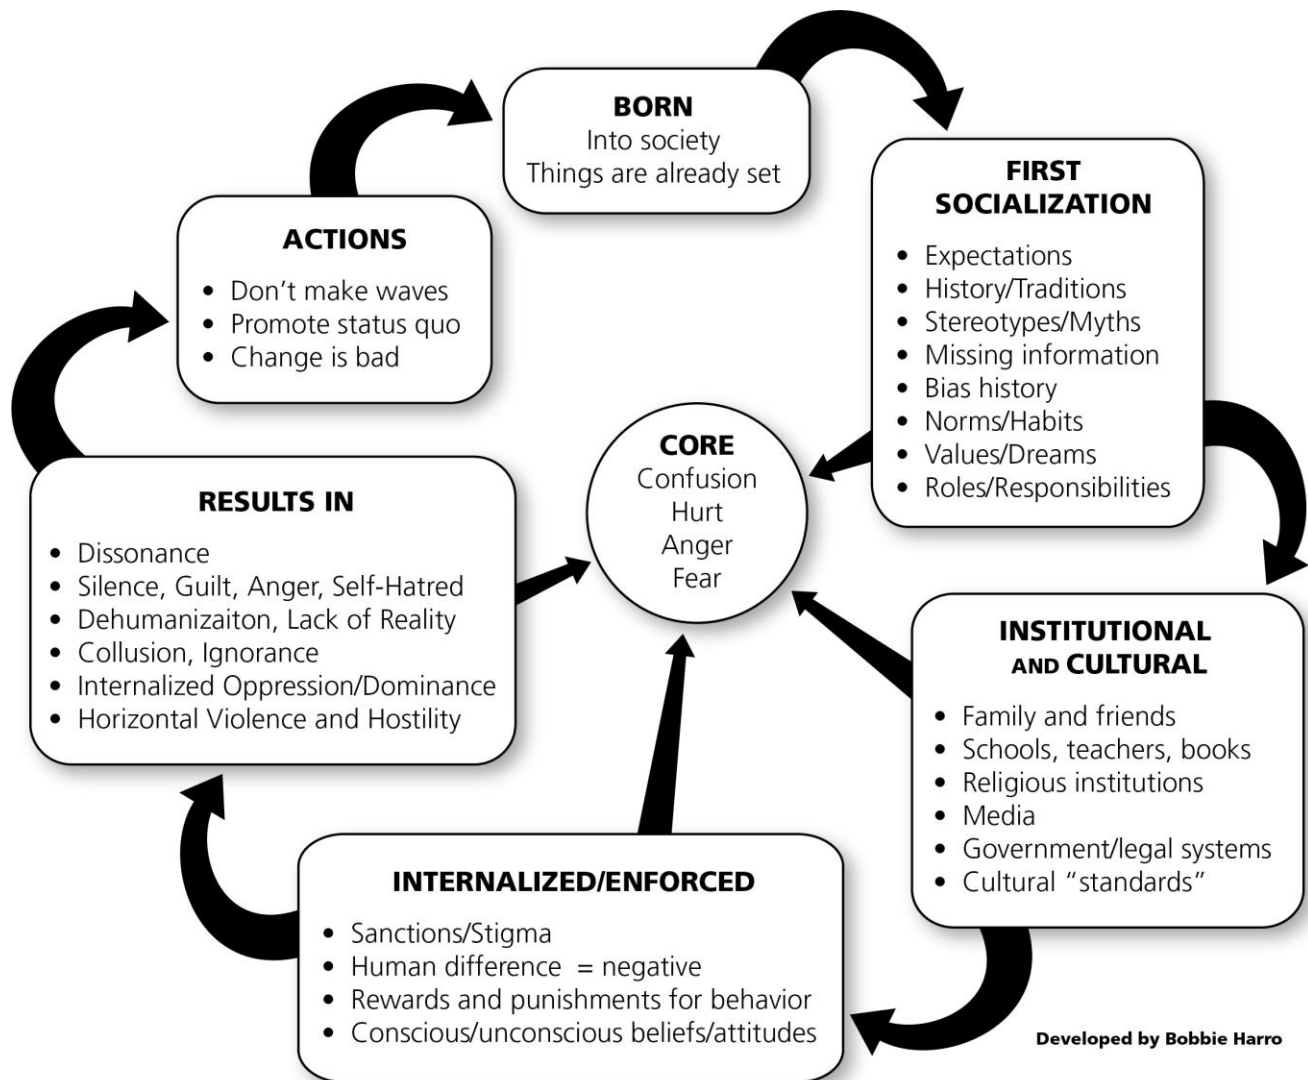 BORN
Into society
Things are already set
FIRST
SOCIALIZATION
• Expectations
• History/Traditions
• Stereotypes/Myths
• Missing information
• Bias history
• Norms/Habits
• Values/Dreams
• Roles/Responsibilities
INSTITUTIONAL
AND CULTURAL
• Family and friends
• Schools, teachers, books
• Religious institutions
• Media
• Government/legal systems
• Cultural “standards”
INTERNALIZED/ENFORCED
• Sanctions/Stigma
• Human difference = negative
• Rewards and punishments for behavior
• Conscious/unconscious beliefs/attitudes
RESULTS IN
• Dissonance
• Silence, Guilt, Anger, Self-Hatred
• Dehumanizaiton, Lack of Reality
• Collusion, Ignorance
• Internalized Oppression/Dominance
• Horizontal Violence and Hostility
ACTIONS
• Don’t make waves
• Promote status quo
• Change is bad
CORE
Confusion
Hurt
Anger
Fear
Developed by Bobbie Harro